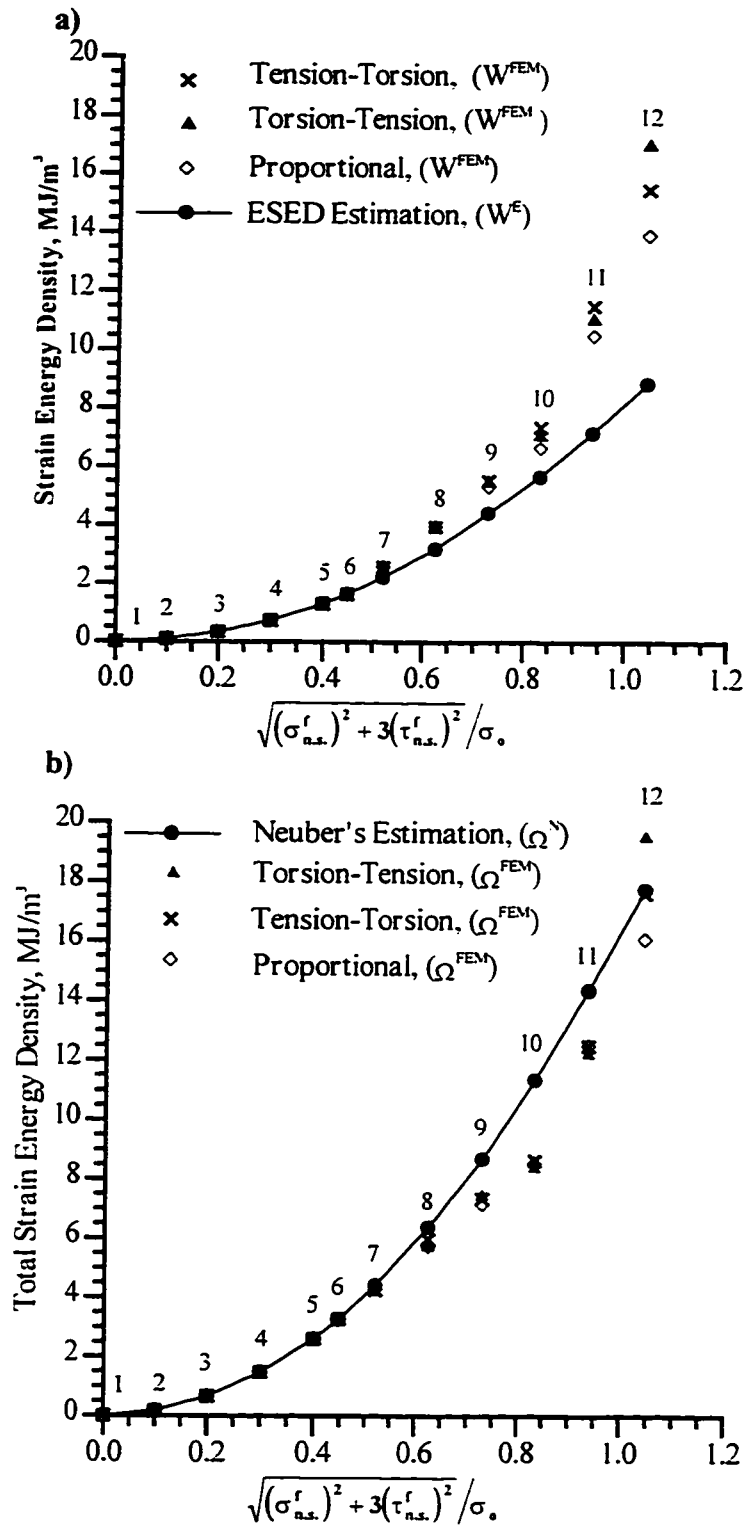 a)
20
18
16
14
12
10
8
6
4
2
0
Strain Energy Density, MJ/m³
Tension-Torsion, (W^FEM)
Torsion-Tension, (W^FEM)
Proportional, (W^FEM)
ESED Estimation, (W^E)
1 2 3 4 5 6 7 8 9 10 11 12
0.0 0.2 0.4 0.6 0.8 1.0 1.2
√((σ^f_n.s.)² + 3(τ^f_n.s.)²)/σ₀
b)
20
18
16
14
12
10
8
6
4
2
0
Total Strain Energy Density, MJ/m³
Neuber's Estimation, (Ω^N)
Torsion-Tension, (Ω^FEM)
Tension-Torsion, (Ω^FEM)
Proportional, (Ω^FEM)
1 2 3 4 5 6 7 8 9 10 11 12
0.0 0.2 0.4 0.6 0.8 1.0 1.2
√((σ^f_n.s.)² + 3(τ^f_n.s.)²)/σ₀